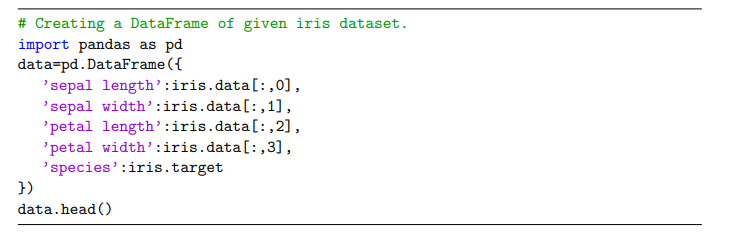 # Creating a DataFrame of given iris dataset.
import pandas as pd
data=pd.DataFrame({
   ’sepal length’:iris.data[:,0],
   ’sepal width’:iris.data[:,1],
   ’petal length’:iris.data[:,2],
   ’petal width’:iris.data[:,3],
   ’species’:iris.target
})
data.head()